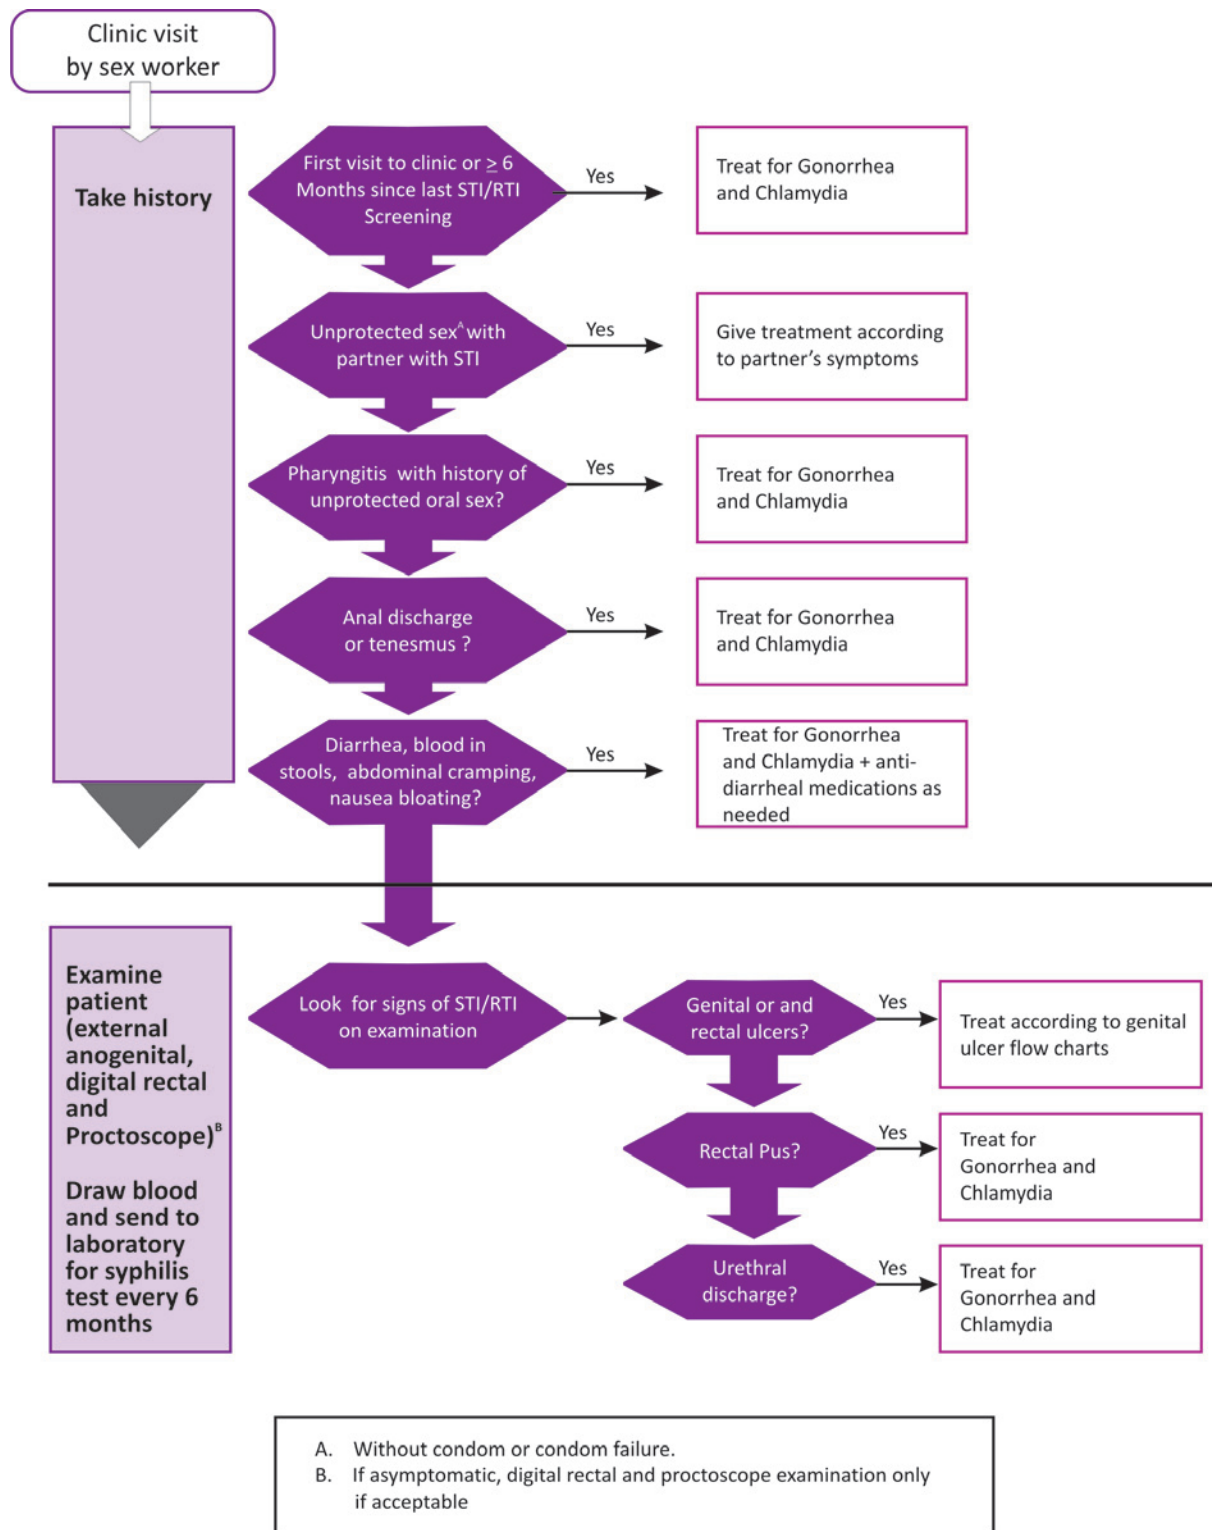 Clinic visit
by sex worker
Take history
First visit to clinic or ≥ 6
Months since last STI/RTI
Screening
Yes
Treat for Gonorrhea
and Chlamydia
Unprotected sexᴬ with
partner with STI
Yes
Give treatment according
to partner's symptoms
Pharyngitis with history of
unprotected oral sex?
Yes
Treat for Gonorrhea
and Chlamydia
Anal discharge
or tenesmus ?
Yes
Treat for Gonorrhea
and Chlamydia
Diarrhea, blood in
stools, abdominal cramping,
nausea bloating?
Yes
Treat for Gonorrhea
and Chlamydia + anti-
diarrheal medications as
needed
Examine
patient
(external
anogenital,
digital rectal
and
Proctoscope)ᴮ
Draw blood
and send to
laboratory
for syphilis
test every 6
months
Look for signs of STI/RTI
on examination
Genital or and
rectal ulcers?
Yes
Treat according to genital
ulcer flow charts
Rectal Pus?
Yes
Treat for
Gonorrhea and
Chlamydia
Urethral
discharge?
Yes
Treat for
Gonorrhea and
Chlamydia
A. Without condom or condom failure.
B. If asymptomatic, digital rectal and proctoscope examination only
if acceptable